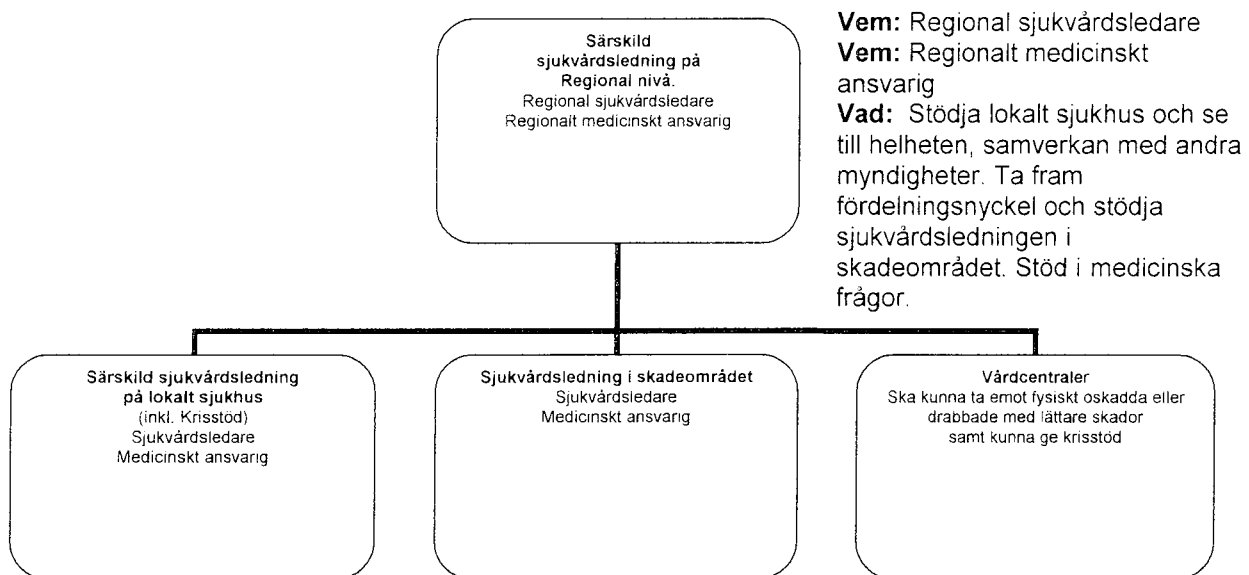 Särskild
sjukvårdsledning på
Regional nivå.
Regional sjukvårdsledare
Regionalt medicinskt ansvarig
Vem: Regional sjukvårdsledare
Vem: Regionalt medicinskt
ansvarig
Vad: Stödja lokalt sjukhus och se
till helheten, samverkan med andra
myndigheter. Ta fram
fördelningsnyckel och stödja
sjukvårdsledningen i
skadeområdet. Stöd i medicinska
frågor.
Särskild sjukvårdsledning
på lokalt sjukhus
(inkl. Krisstöd)
Sjukvårdsledare
Medicinskt ansvarig
Sjukvårdsledning i skadeområdet
Sjukvårdsledare
Medicinskt ansvarig
Vårdcentraler
Ska kunna ta emot fysiskt oskadda eller
drabbade med lättare skador
samt kunna ge krisstöd